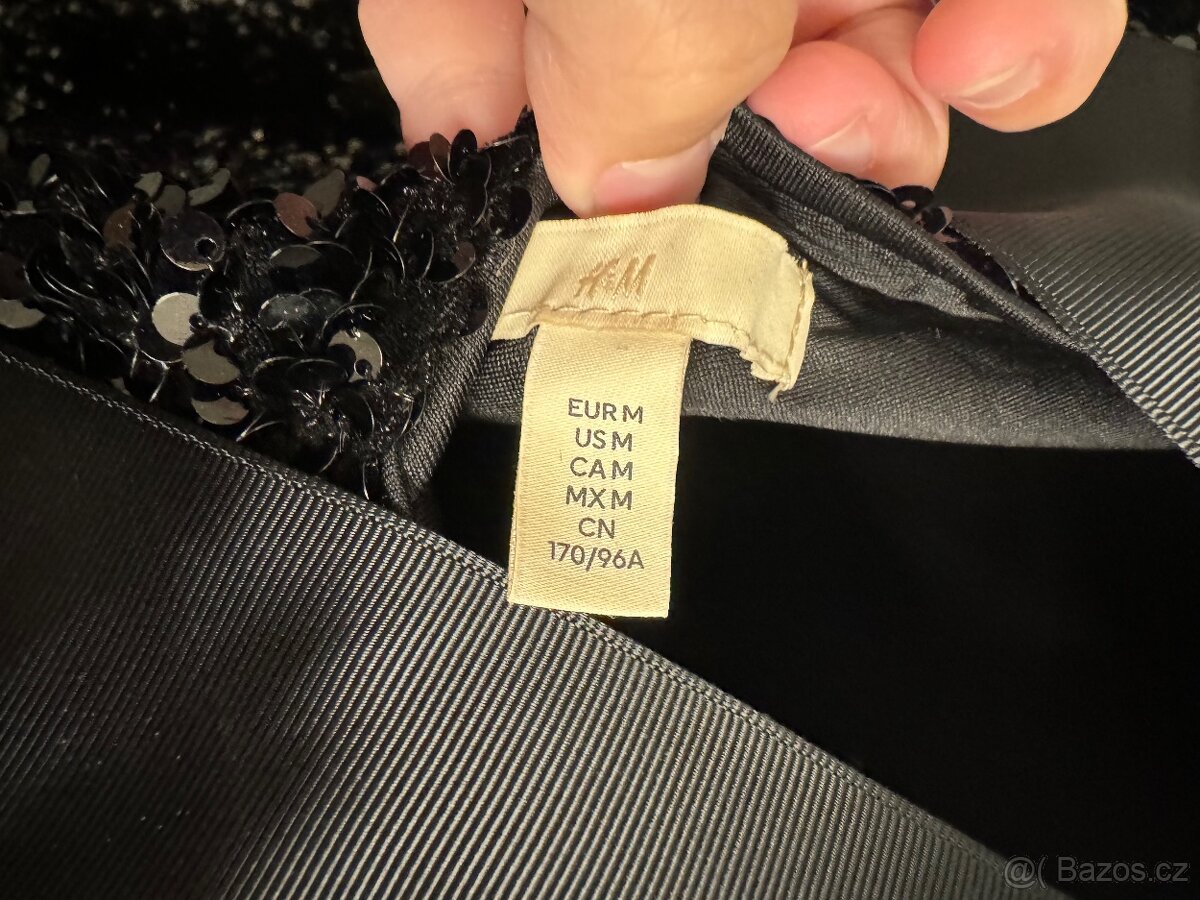 H&M
EUR M
US M
CA M
MX M
CN
170/96A
@( Bazos.cz